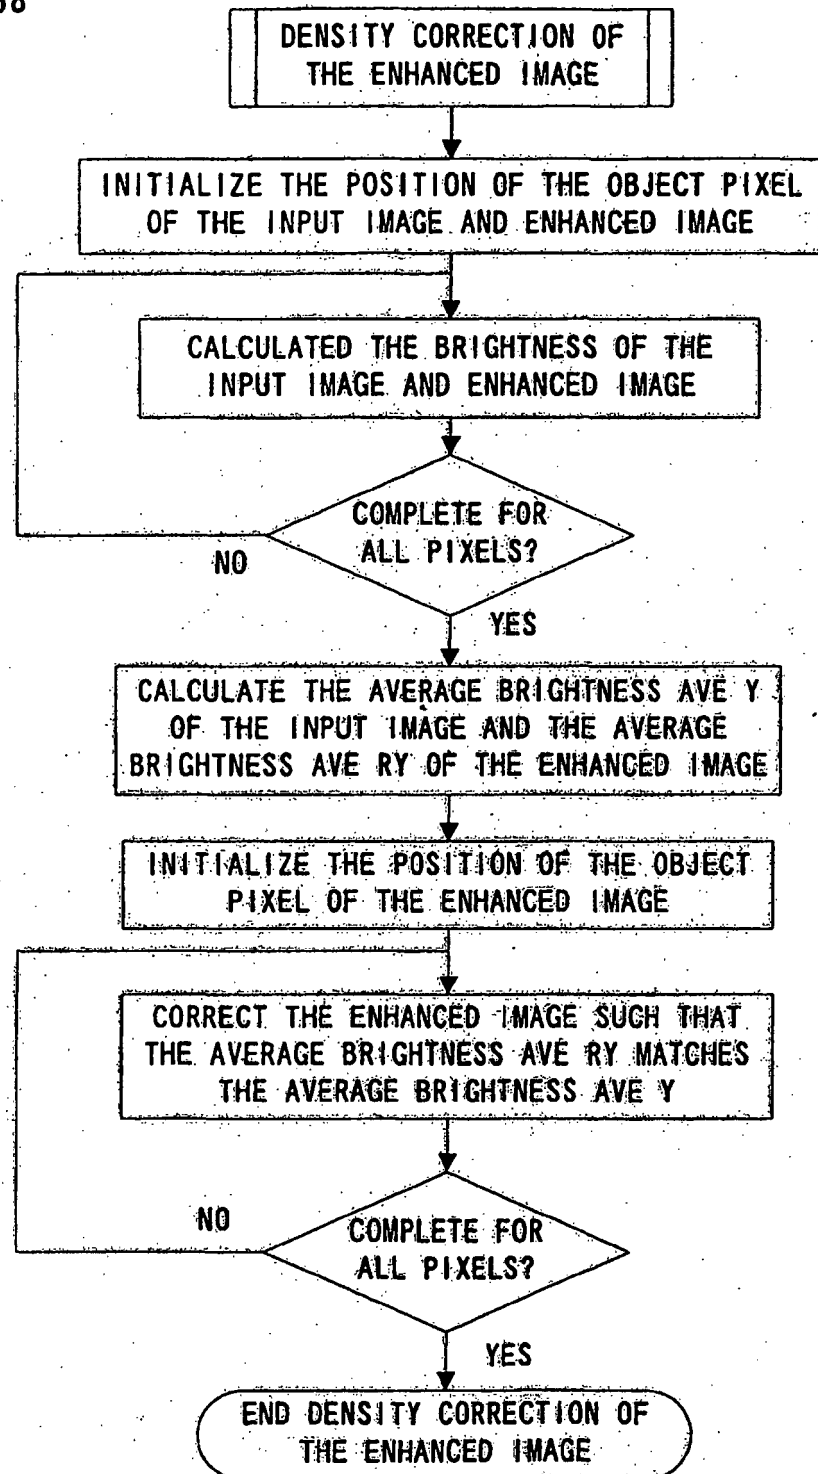 DENSITY CORRECTION OF
THE ENHANCED IMAGE
INITIALIZE THE POSITION OF THE OBJECT PIXEL
OF THE INPUT IMAGE AND ENHANCED IMAGE
CALCULATED THE BRIGHTNESS OF THE
INPUT IMAGE AND ENHANCED IMAGE
COMPLETE FOR
ALL PIXELS?
NO
YES
CALCULATE THE AVERAGE BRIGHTNESS AVE Y
OF THE INPUT IMAGE AND THE AVERAGE
BRIGHTNESS AVE RY OF THE ENHANCED IMAGE
INITIALIZE THE POSITION OF THE OBJECT
PIXEL OF THE ENHANCED IMAGE
CORRECT THE ENHANCED IMAGE SUCH THAT
THE AVERAGE BRIGHTNESS AVE RY MATCHES
THE AVERAGE BRIGHTNESS AVE Y
NO
COMPLETE FOR
ALL PIXELS?
YES
END DENSITY CORRECTION OF
THE ENHANCED IMAGE